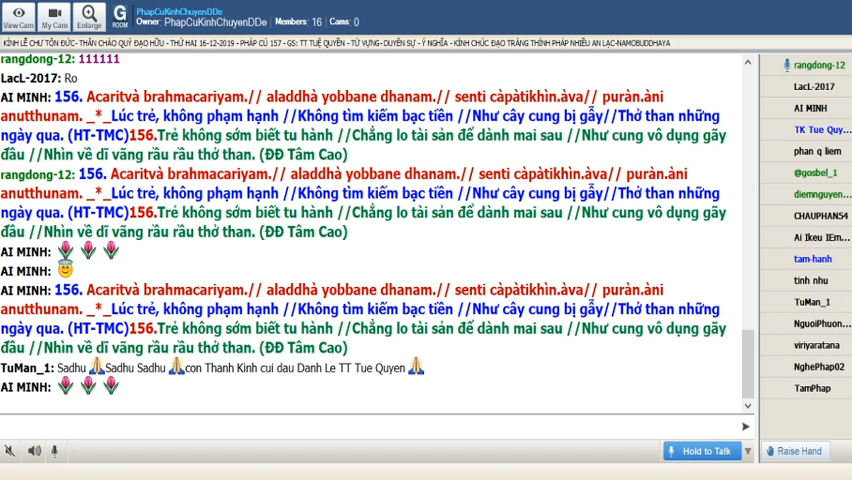 PhapCuKinhChuyenDDe
Owner: PhapCuKinhChuyenDDe Members: 16 Cams: 0
View Cam My Cam Enlarge G ROOM
KÍNH LỄ CHƯ TÔN ĐỨC- THÂN CHÀO QUÝ ĐẠO HỮU - THỨ HAI 16-12-2019 - PHÁP CÚ 157 - GS: TT TUỆ QUYỀN - TỪ VỰNG- DUYÊN SỰ - Ý NGHĨA - KÍNH CHÚC ĐẠO TRÀNG THÍNH PHÁP NHIỀU AN LẠC-NAMOBUDDHAYA
rangdong-12: 111111
LacL-2017: Ro
AI MINH: 156. Acaritvà brahmacariyam.// aladdhà yobbane dhanam.// senti càpàtikhìn.àva// puràn.àni
anutthunam. _*_Lúc trẻ, không phạm hạnh //Không tìm kiếm bạc tiền //Như cây cung bị gẫy//Thở than những
ngày qua. (HT-TMC)156.Trẻ không sớm biết tu hành //Chẳng lo tài sản để dành mai sau //Như cung vô dụng gãy
đầu //Nhìn về dĩ vãng rầu rầu thở than. (ĐĐ Tâm Cao)
rangdong-12: 156. Acaritvà brahmacariyam.// aladdhà yobbane dhanam.// senti càpàtikhìn.àva// puràn.àni
anutthunam. _*_Lúc trẻ, không phạm hạnh //Không tìm kiếm bạc tiền //Như cây cung bị gẫy//Thở than những
ngày qua. (HT-TMC)156.Trẻ không sớm biết tu hành //Chẳng lo tài sản để dành mai sau //Như cung vô dụng gãy
đầu //Nhìn về dĩ vãng rầu rầu thở than. (ĐĐ Tâm Cao)
AI MINH:
AI MINH:
AI MINH: 156. Acaritvà brahmacariyam.// aladdhà yobbane dhanam.// senti càpàtikhìn.àva// puràn.àni
anutthunam. _*_Lúc trẻ, không phạm hạnh //Không tìm kiếm bạc tiền //Như cây cung bị gẫy//Thở than những
ngày qua. (HT-TMC)156.Trẻ không sớm biết tu hành //Chẳng lo tài sản để dành mai sau //Như cung vô dụng gãy
đầu //Nhìn về dĩ vãng rầu rầu thở than. (ĐĐ Tâm Cao)
TuMan_1: Sadhu Sadhu Sadhu con Thanh Kinh cui dau Danh Le TT Tue Quyen
AI MINH:
Hold to Talk
rangdong-12
LacL-2017
AI MINH
TK Tue Quy...
phan q liem
@gosbel_1
diemnguyen...
CHAUPHAN54
Ai Ikeu IEm...
tam-hanh
tinh nhu
TuMan_1
NguoiPhuon...
viriyaratana
NghePhap02
TamPhap
Raise Hand